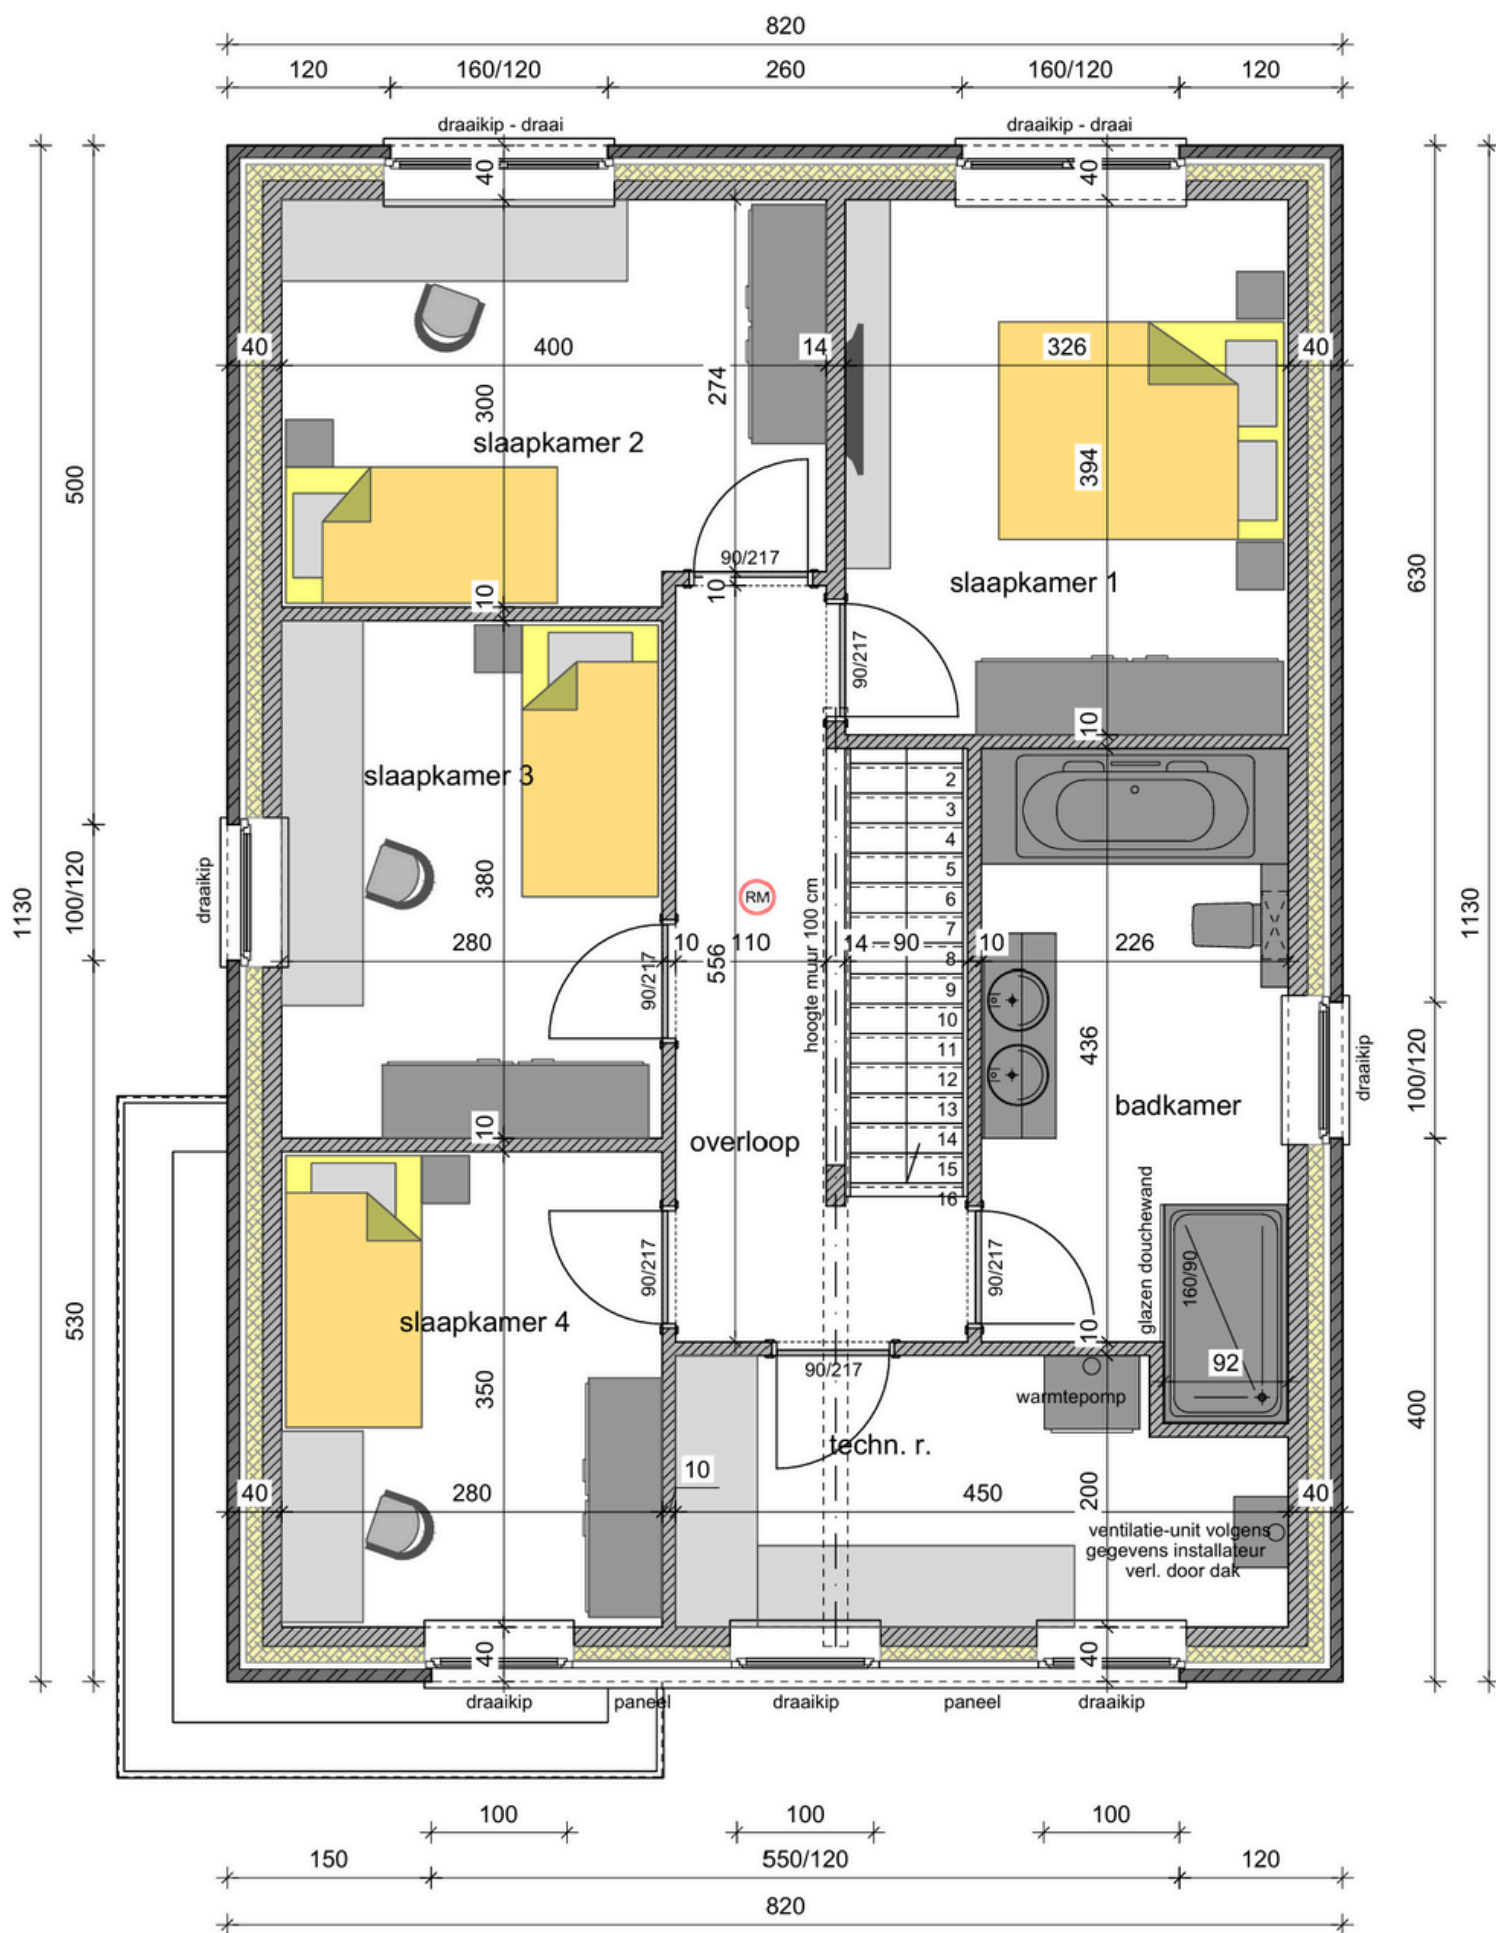 820
120 160/120 260 160/120 120
draaikip - draai draaikip - draai
40 40
40 400 14 326 40
274
300
slaapkamer 2
394
500
90/217
10
10
slaapkamer 1
630
90/217
10
slaapkamer 3
2
3
4
5
6
7
8
9
10
11
12
13
14
15
16
draaikip
100/120
1130
380
RM
hoogte muur 100 cm
280 10 110 14 90 10 226
556
90/217
436
1130
100/120
draaikip
badkamer
overloop
10
glazen douchewand
160/90
90/217
90/217
530
slaapkamer 4
10
90/217
92
350
warmtepomp
400
techn. r.
10
40 280 450 200 40
ventilatie-unit volgens
gegevens installateur
verl. door dak
40 40
draaikip paneel draaikip paneel draaikip
100 100 100
150 550/120 120
820